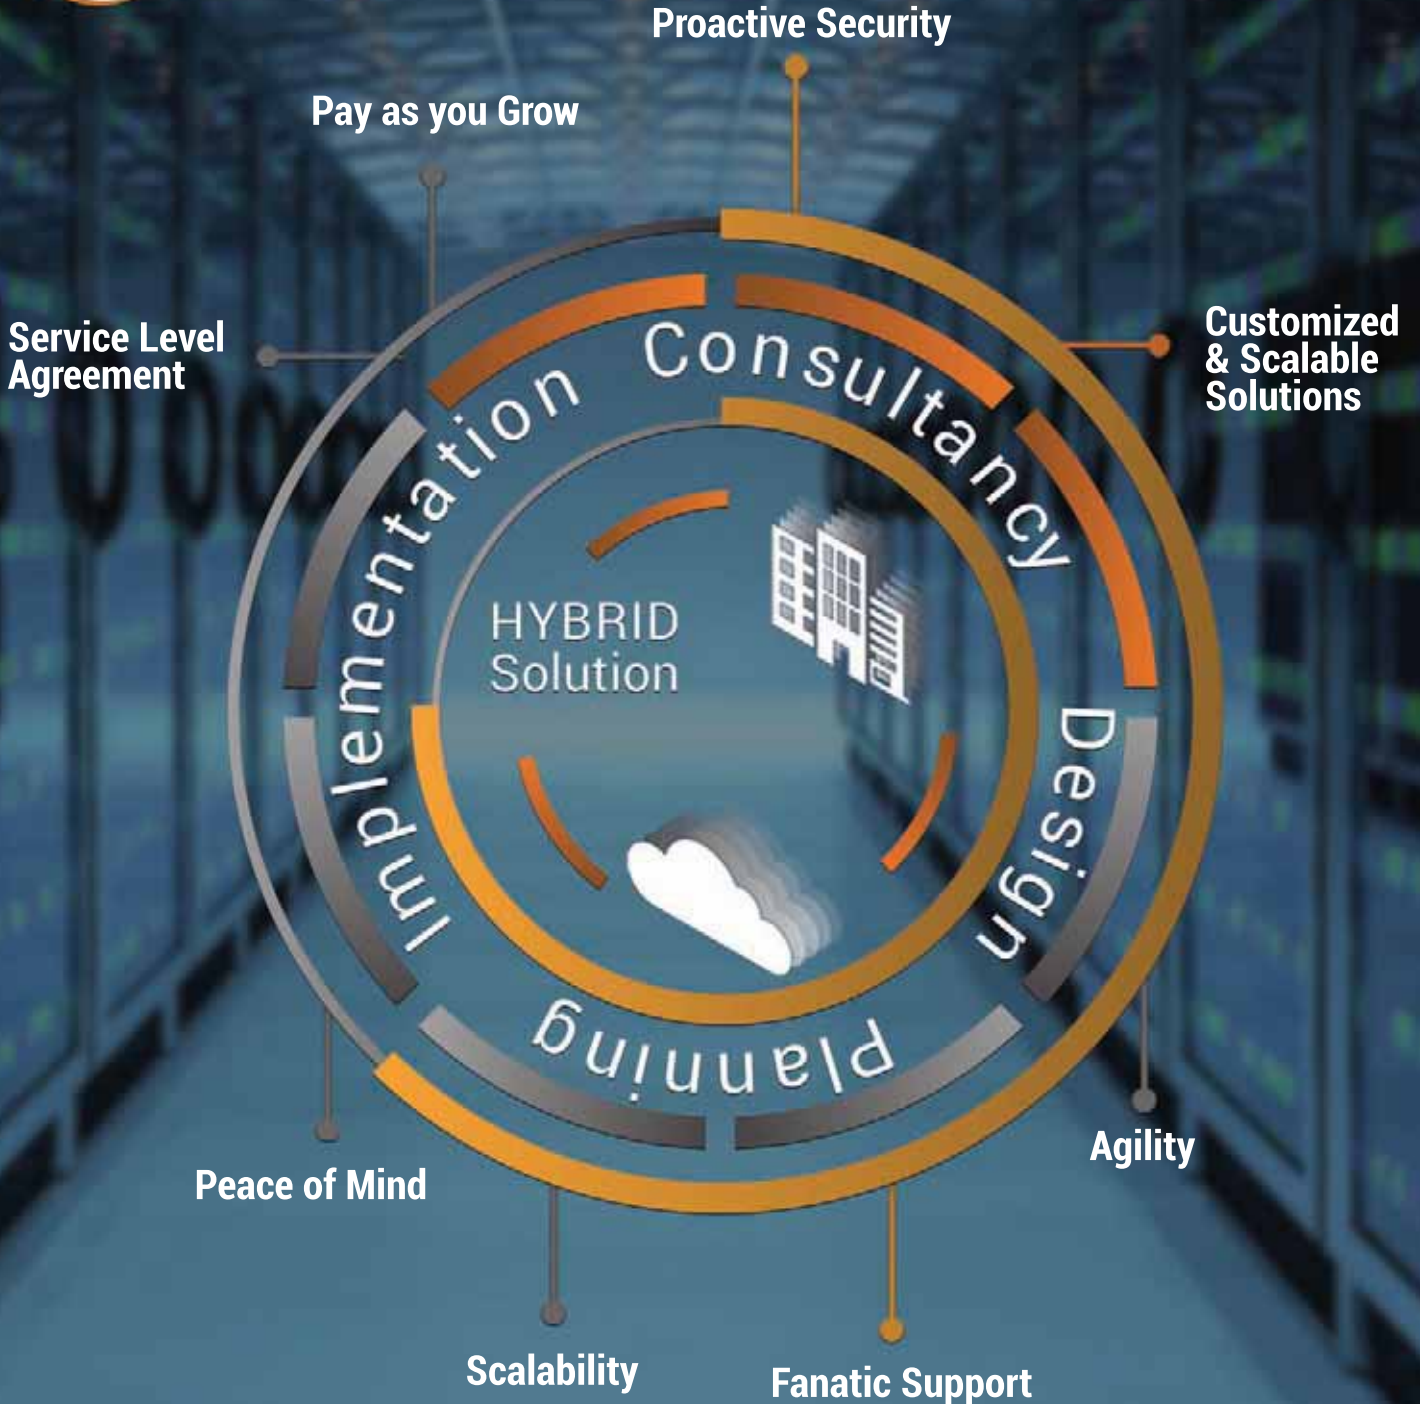 Proactive Security
Pay as you Grow
Service Level
Agreement
Customized
& Scalable
Solutions
Consultancy
Implementation
HYBRID
Solution
Design
Planning
Agility
Peace of Mind
Scalability
Fanatic Support